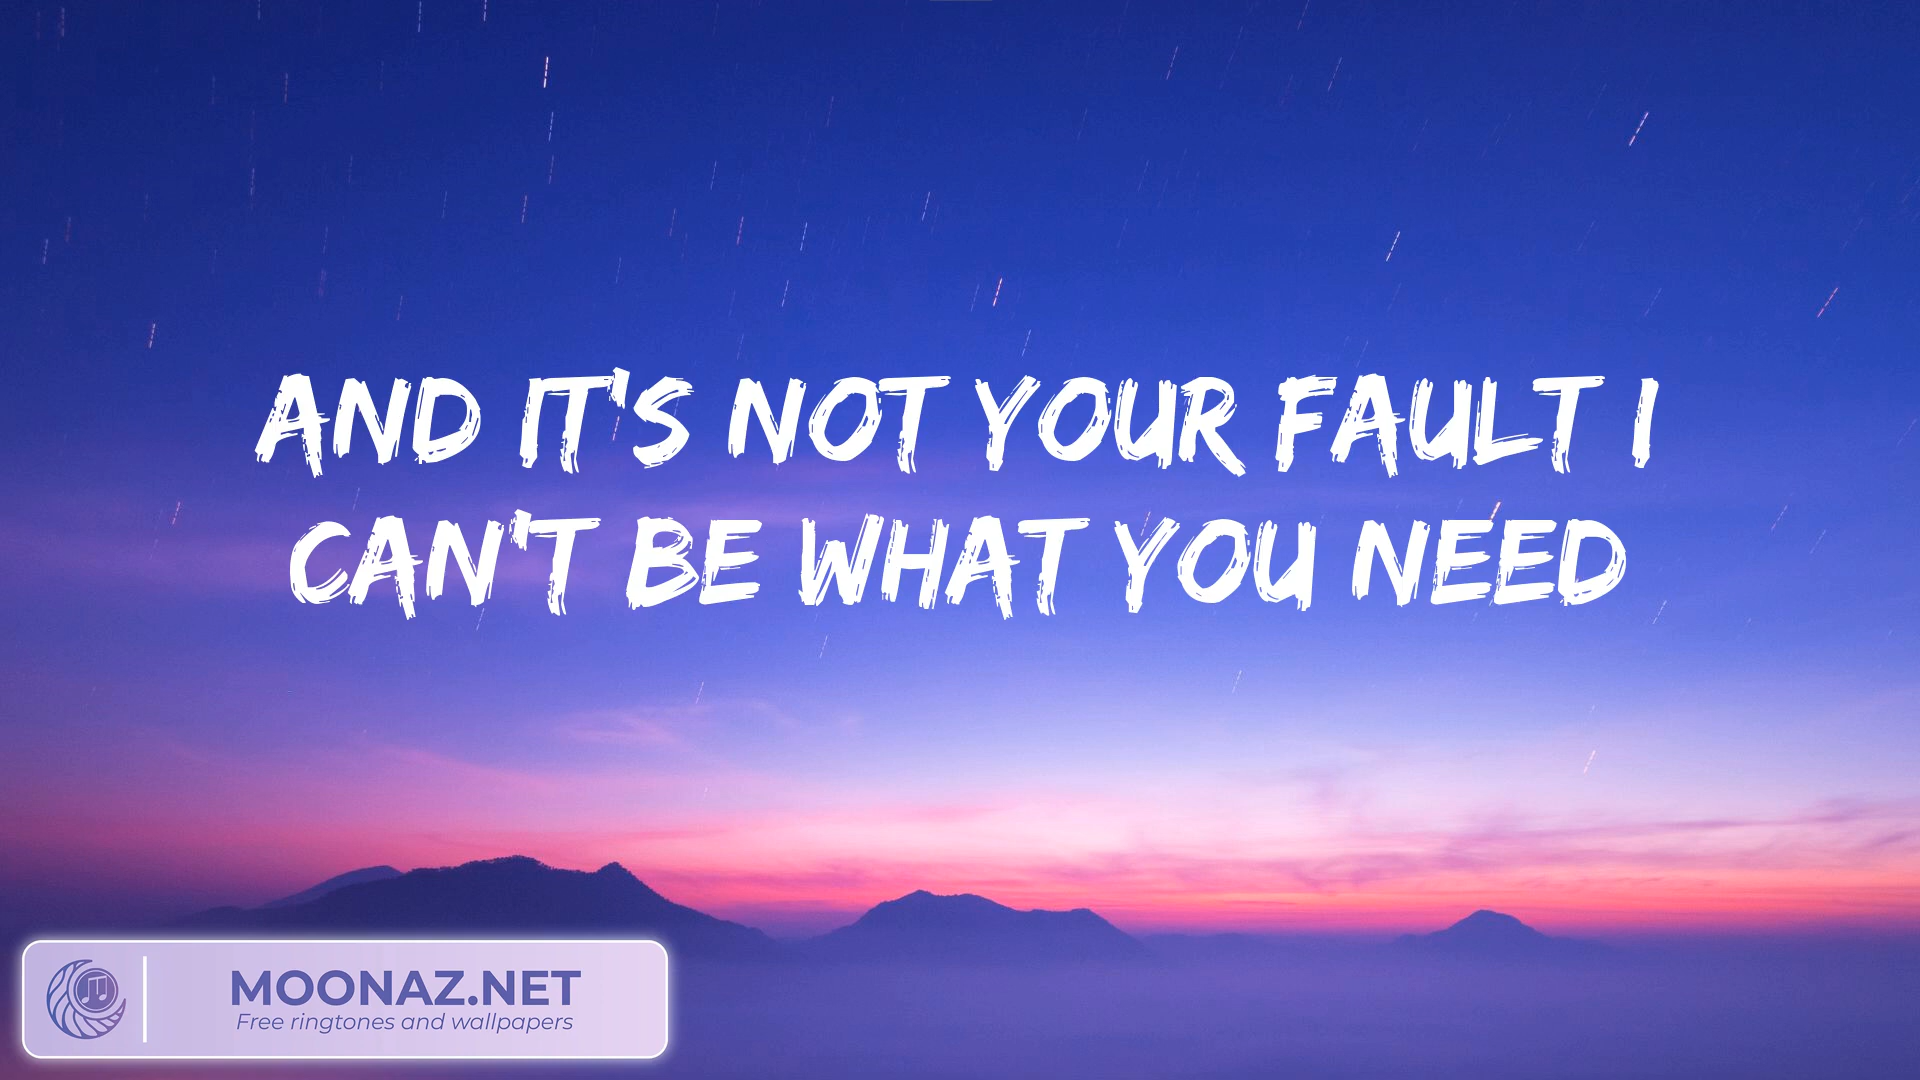 AND IT'S NOT YOUR FAULT I
CAN'T BE WHAT YOU NEED
MOONAZ.NET
Free ringtones and wallpapers